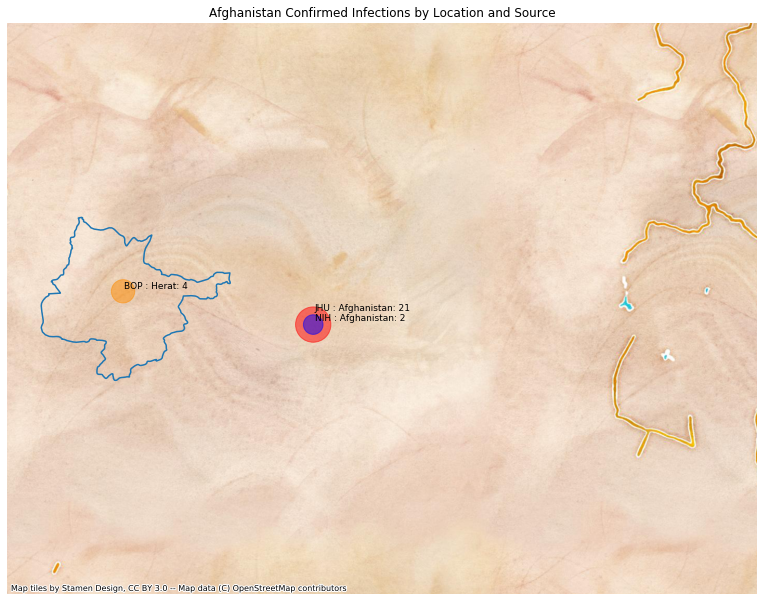 Afghanistan Confirmed Infections by Location and Source
BOP : Herat: 4
JHU : Afghanistan: 21
NIH : Afghanistan: 2
Map tiles by Stamen Design, CC BY 3.0 -- Map data (C) OpenStreetMap contributors